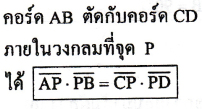 คอร์ด AB ตัดกับคอร์ด CD
ภายในวงกลมที่จุด P
ได้ AP · PB = CP · PD